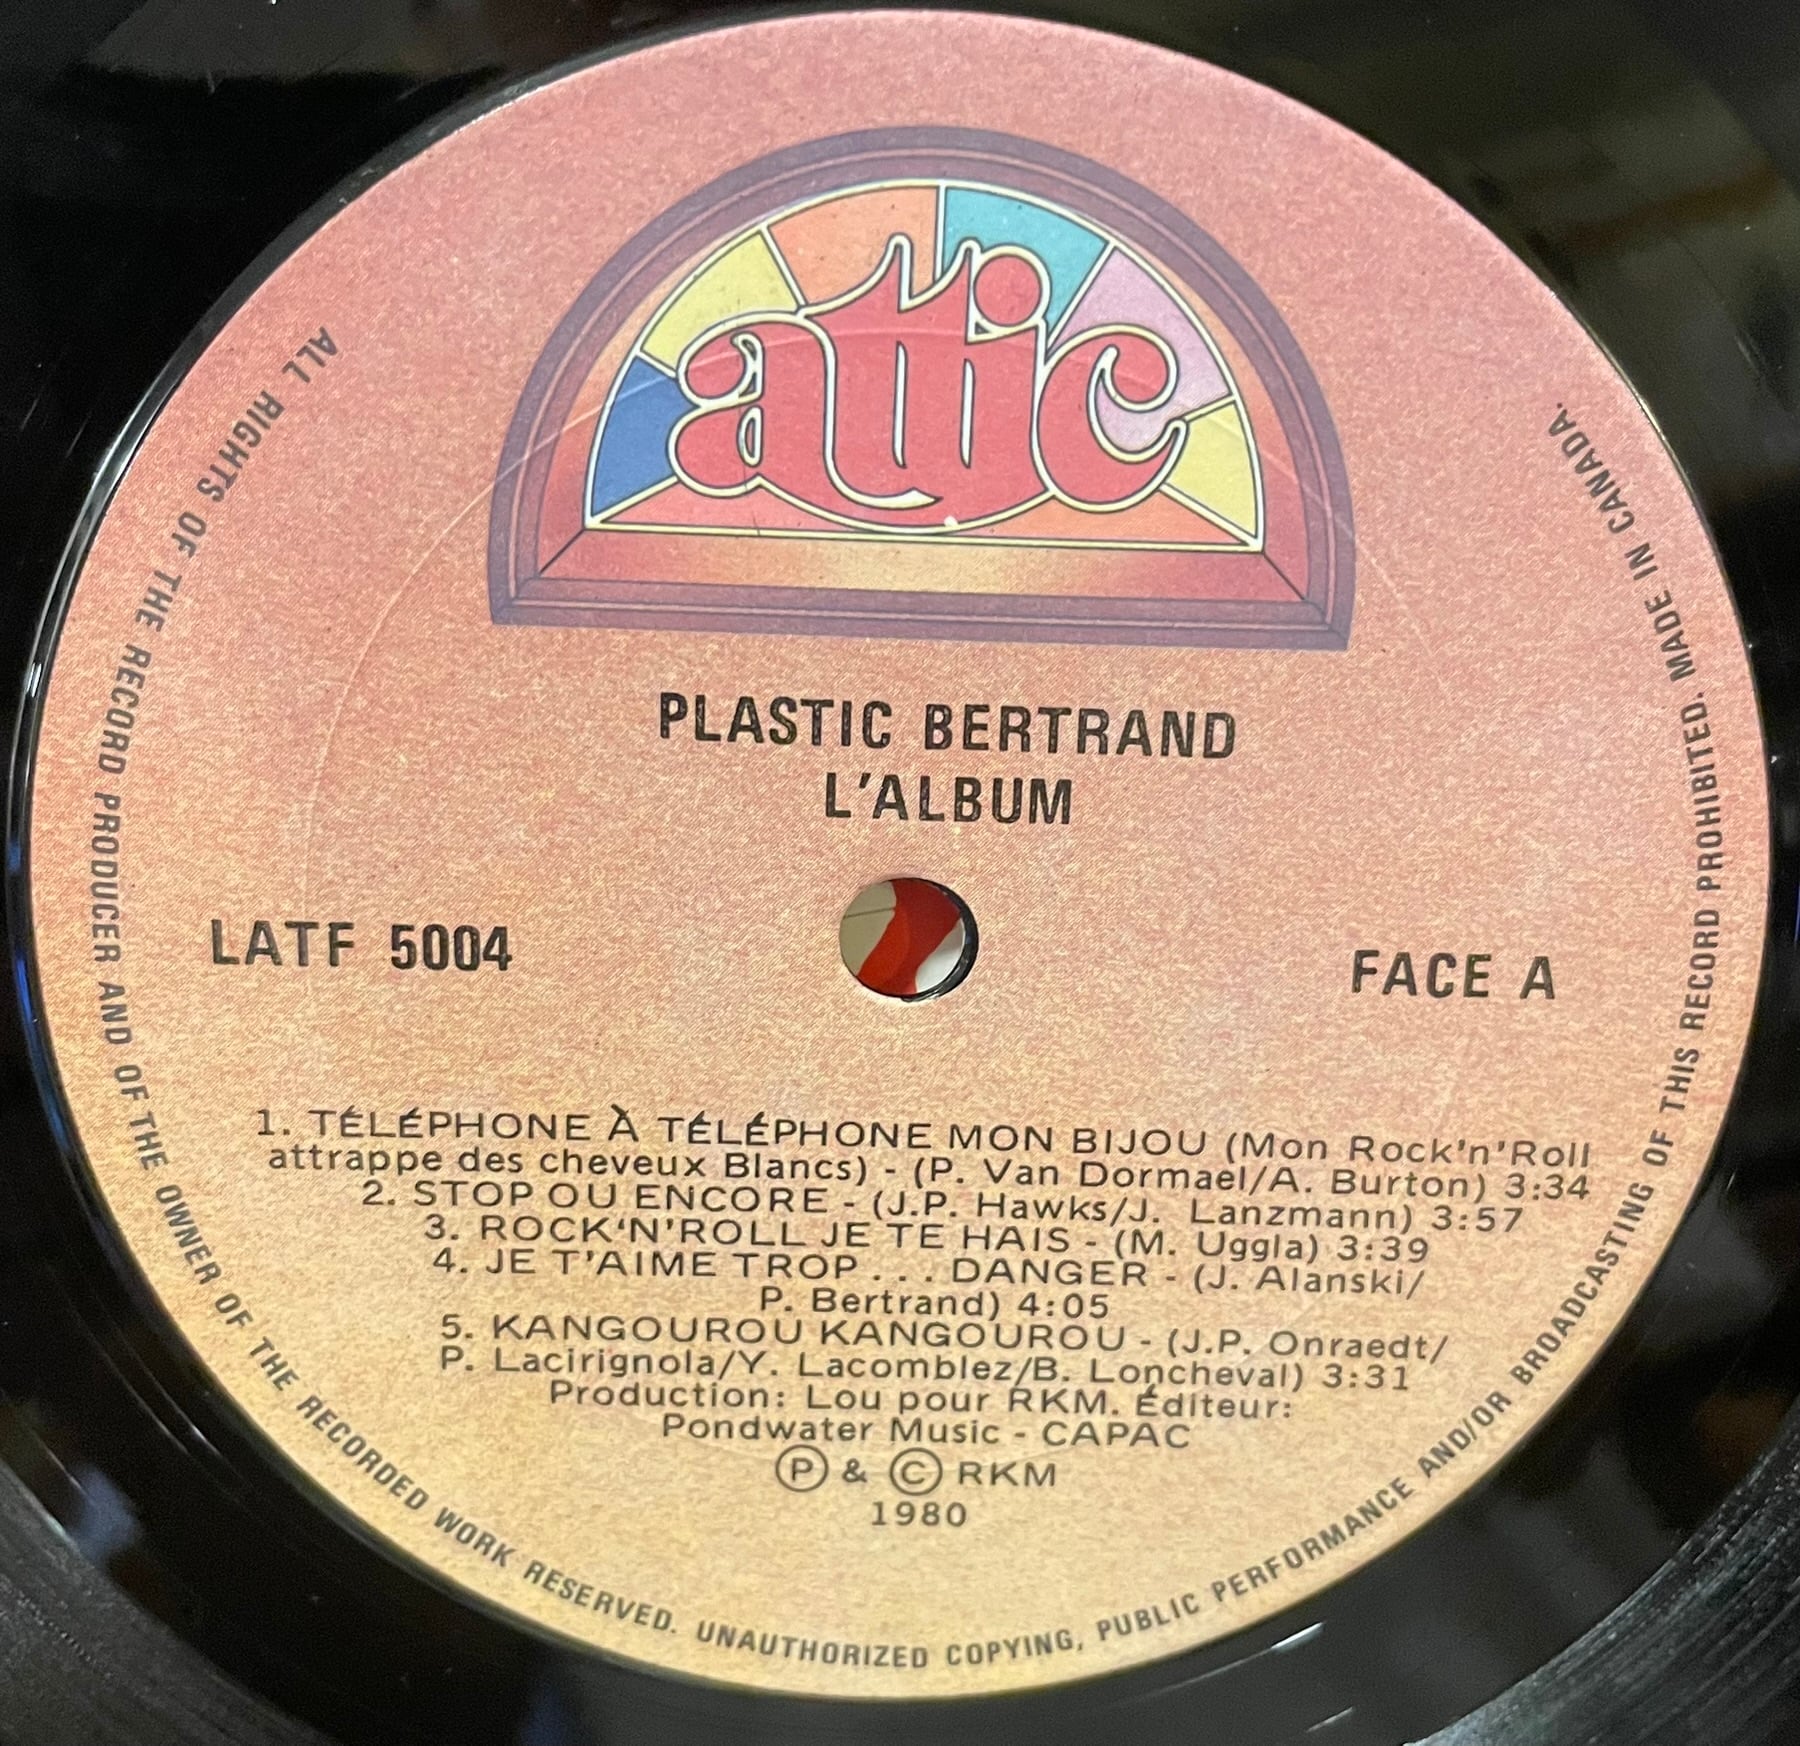 attic
PLASTIC BERTRAND
L'ALBUM
LATF 5004
FACE A
1. TÉLÉPHONE À TÉLÉPHONE MON BIJOU (Mon Rock'n'Roll
attrappe des cheveux Blancs) - (P. Van Dormael/A. Burton) 3:34
2. STOP OU ENCORE - (J.P. Hawks/J. Lanzmann) 3:57
3. ROCK'N'ROLL JE TE HAIS - (M. Uggla) 3:39
4. JE T'AIME TROP . . . DANGER - (J. Alanski/
P. Bertrand) 4:05
5. KANGOUROU KANGOUROU - (J.P. Onraedt/
P. Lacirignola/Y. Lacomblez/B. Loncheval) 3:31
Production: Lou pour RKM. Éditeur:
Pondwater Music - CAPAC
Ⓟ & © RKM
1980
ALL RIGHTS OF THE RECORD PRODUCER AND OF THE OWNER OF THE RECORDED WORK RESERVED. UNAUTHORIZED COPYING, PUBLIC PERFORMANCE AND/OR BROADCASTING OF THIS RECORD PROHIBITED. MADE IN CANADA.